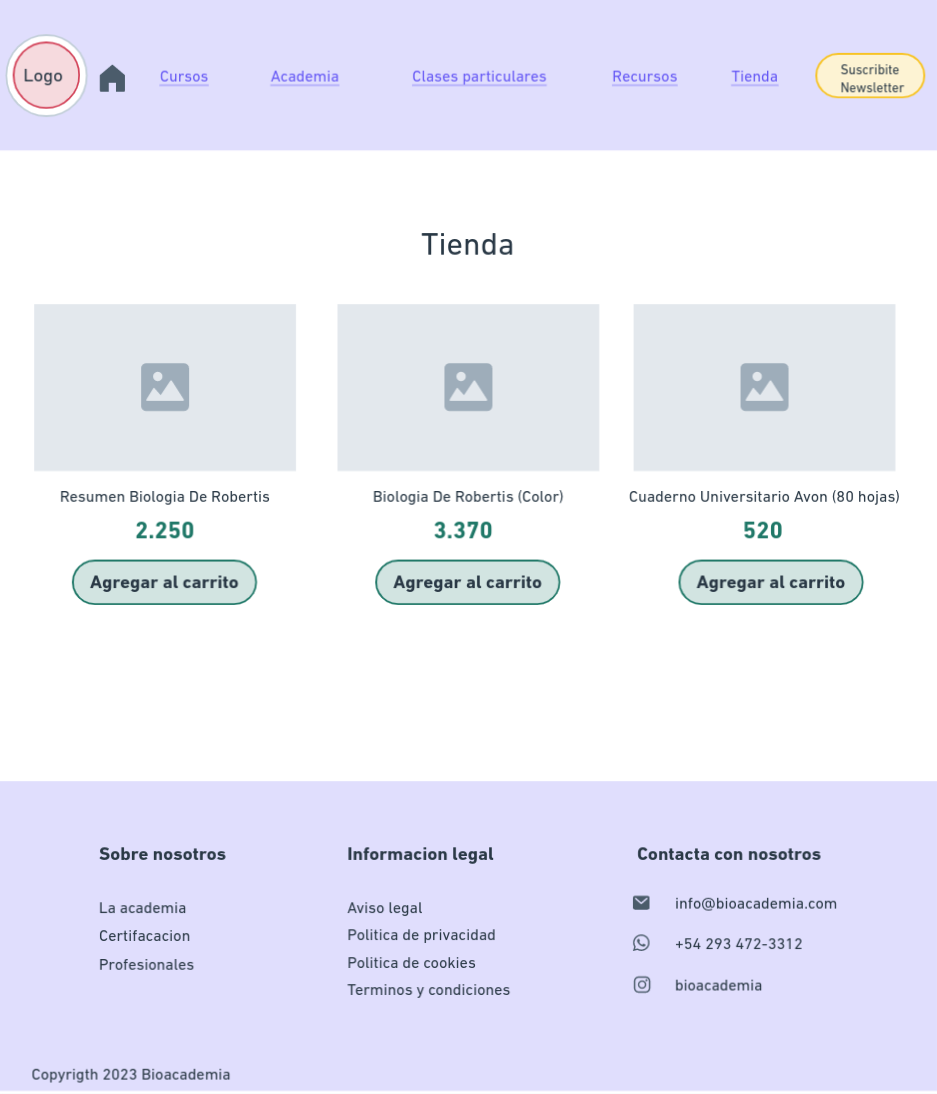 Logo
Cursos
Academia
Clases particulares
Recursos
Tienda
Suscribite
Newsletter
Tienda
Resumen Biologia De Robertis
2.250
Agregar al carrito
Biologia De Robertis (Color)
3.370
Agregar al carrito
Cuaderno Universitario Avon (80 hojas)
520
Agregar al carrito
Sobre nosotros
La academia
Certifacacion
Profesionales
Informacion legal
Aviso legal
Politica de privacidad
Politica de cookies
Terminos y condiciones
Contacta con nosotros
info@bioacademia.com
+54 293 472-3312
bioacademia
Copyrigth 2023 Bioacademia